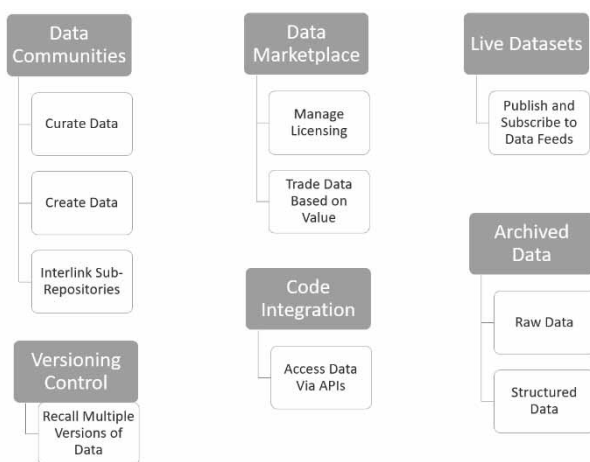 Data
Communities
Curate Data
Create Data
Interlink Sub-
Repositories
Versioning
Control
Recall Multiple
Versions of
Data
Data
Marketplace
Manage
Licensing
Trade Data
Based on
Value
Code
Integration
Access Data
Via APIs
Live Datasets
Publish and
Subscribe to
Data Feeds
Archived
Data
Raw Data
Structured
Data